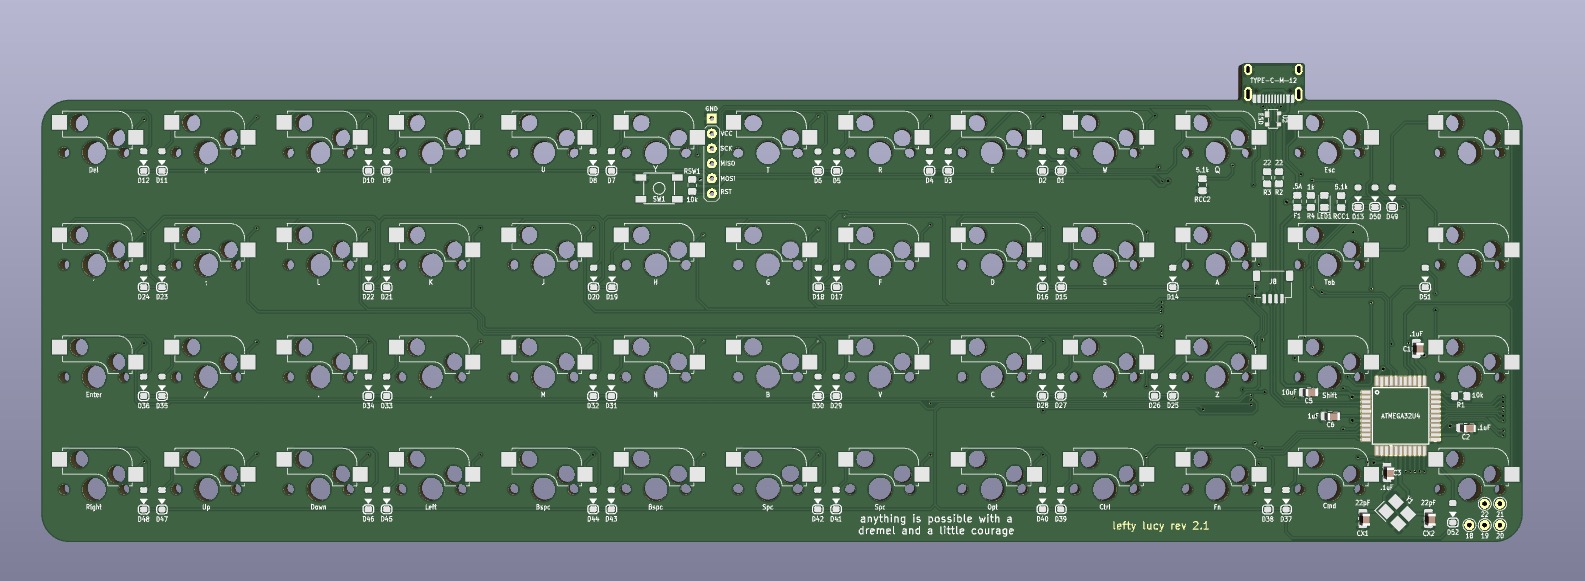 TYPE-C-M-12
GND
VCC
SCK
MISO
MOSI
RST
ESD
Del
P
O
I
U
Y
T
R
E
W
Q
Esc
D12 D11
D10 D9
D8 D7
D6 D5
D4 D3
D2 D1
RSW1
SW1
10k
5.1k
RCC2
22 22
R3 R2
.5A 1k 5.1k
F1 R4 LED1 RCC1 D13 D50 D49
'
;
L
K
J
H
G
F
D
S
A
J8
Tab
D24 D23
D22 D21
D20 D19
D18 D17
D16 D15
D14
D51
.1uF
C1
Enter
/
.
,
M
N
B
V
C
X
Z
10uF
C5
Shift
10k
R1
D36 D35
D34 D33
D32 D31
D30 D29
D28 D27
D26 D25
1uF
C6
ATMEGA32U4
C2
.1uF
.1uF
Right
Up
Down
Left
Bspc
Bspc
Spc
Spc
Opt
Ctrl
Fn
Cmd
D48 D47
D46 D45
D44 D43
D42 D41
D40 D39
D38 D37
22pF
22pF
CX1
CX2
D52
22 21
18 19 20
anything is possible with a
dremel and a little courage
lefty lucy rev 2.1